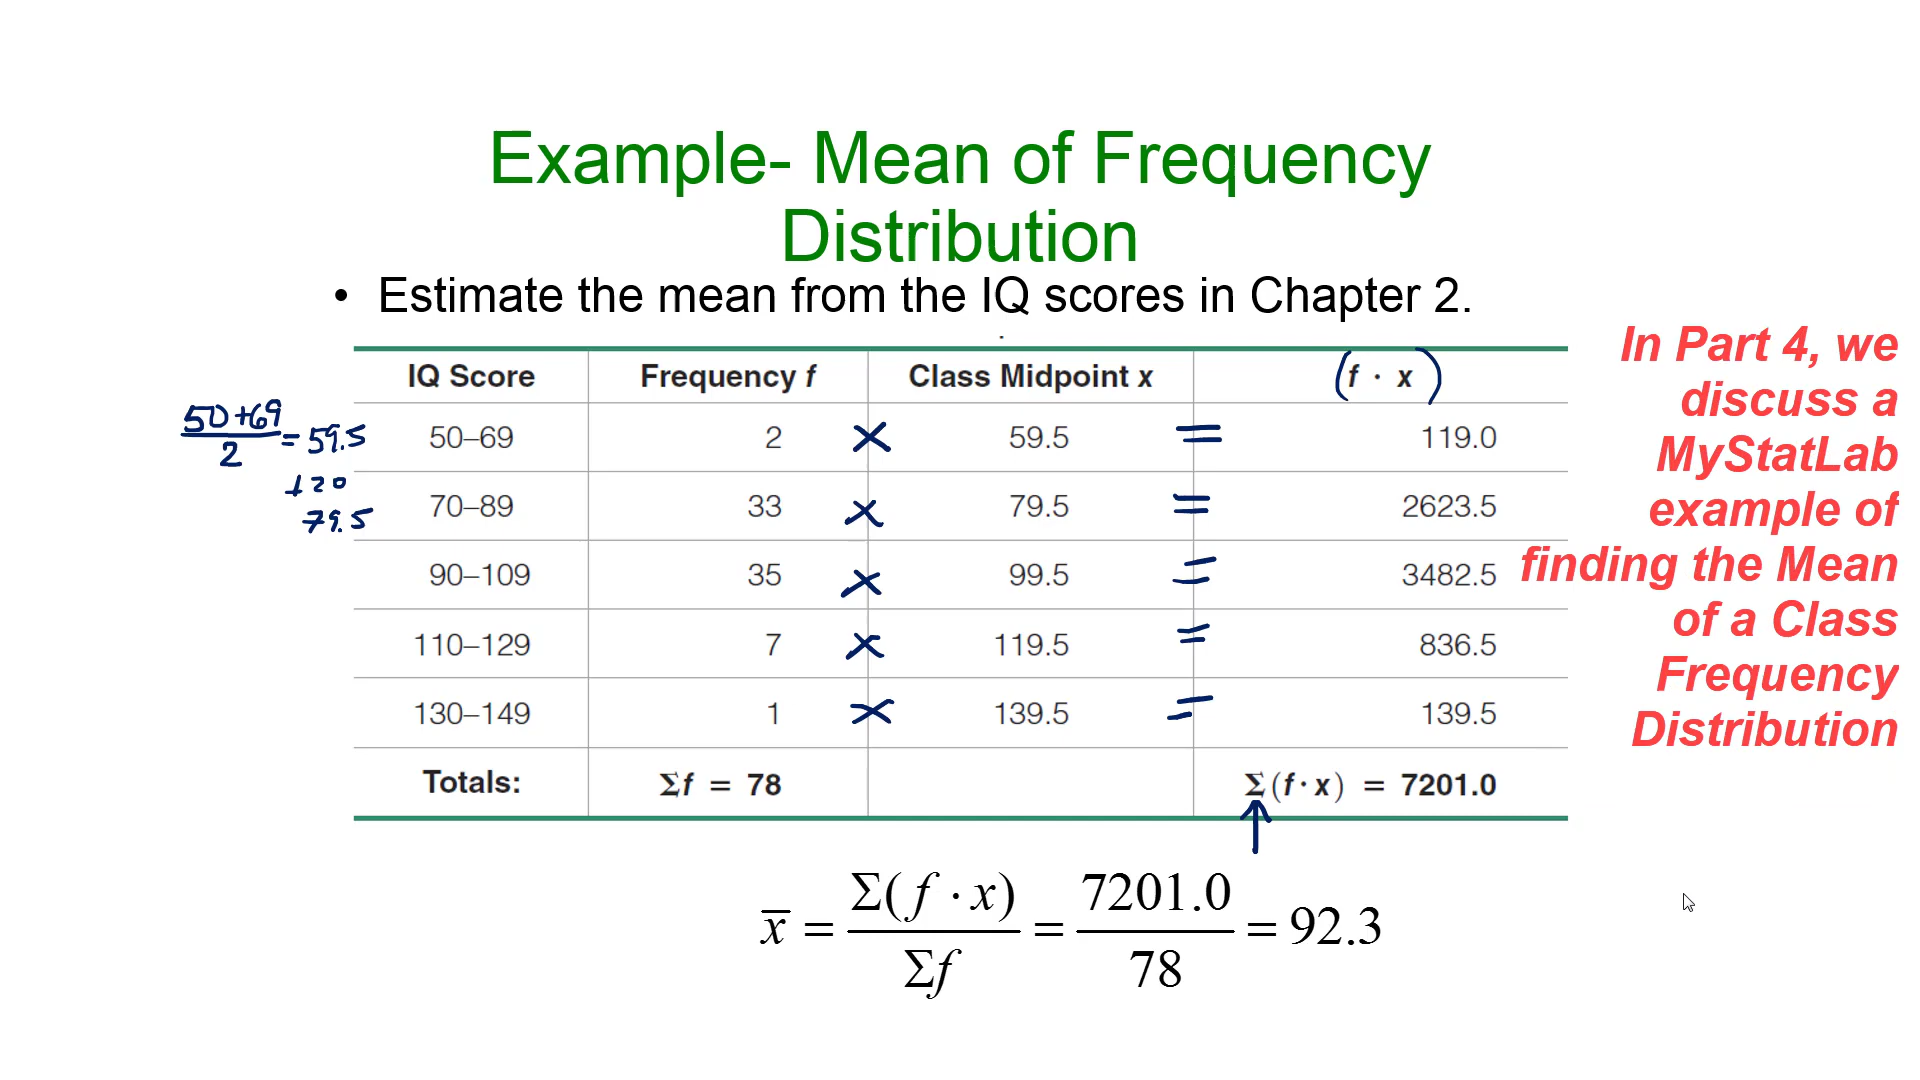 Example- Mean of Frequency
Distribution
• Estimate the mean from the IQ scores in Chapter 2.
IQ Score Frequency f Class Midpoint x (f · x)
50–69 2 × 59.5 = 119.0
70–89 33 × 79.5 = 2623.5
90–109 35 × 99.5 = 3482.5
110–129 7 × 119.5 = 836.5
130–149 1 × 139.5 = 139.5
Totals: Σf = 78 Σ(f·x) = 7201.0
50+69
2
= 59.5
+20
79.5
x̄ = Σ(f · x) / Σf = 7201.0 / 78 = 92.3
In Part 4, we
discuss a
MyStatLab
example of
finding the Mean
of a Class
Frequency
Distribution